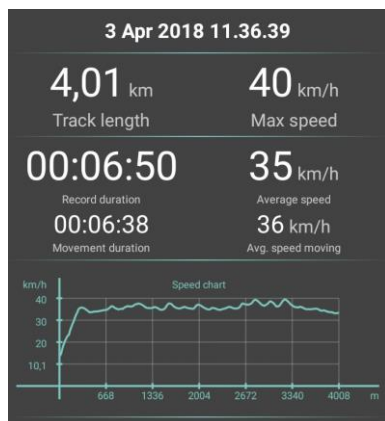 3 Apr 2018 11.36.39
4,01 km
40 km/h
Track length
Max speed
00:06:50
35 km/h
Record duration
Average speed
00:06:38
36 km/h
Movement duration
Avg. speed moving
km/h
Speed chart
40
30
20
10,1
668 1336 2004 2672 3340 4008 m